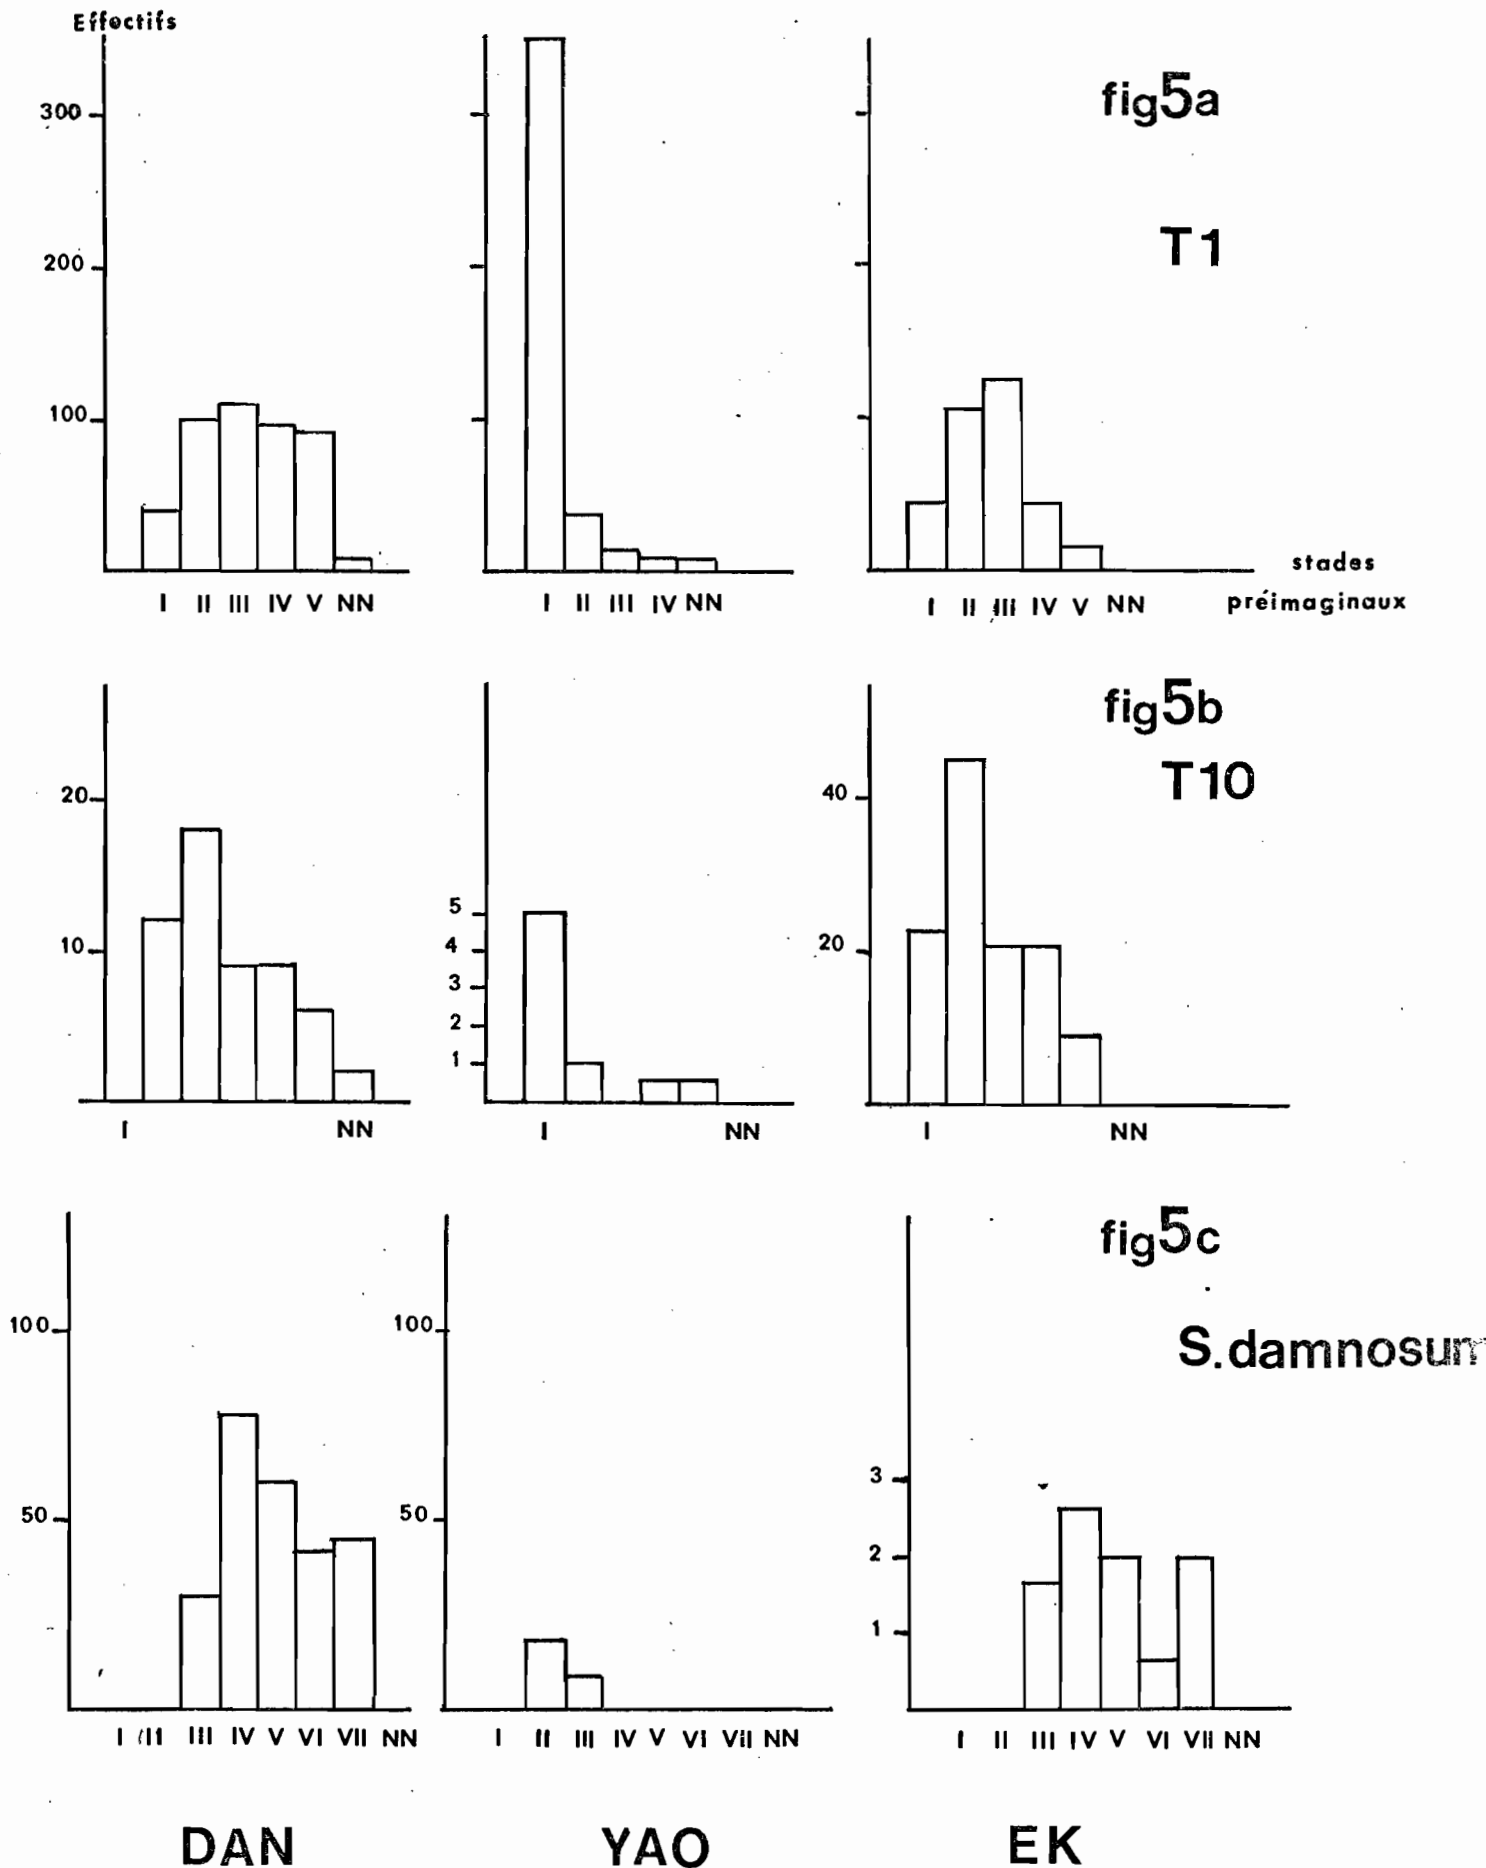 Effectifs
300
200
100
fig5a
T1
I II III IV V NN
I II III IV NN
I II III IV V NN
stades
préimaginaux
20
10
5
4
3
2
1
40
20
fig5b
T10
I NN
I NN
I NN
100
50
100
50
3
2
1
fig5c
S.damnosum
I II III IV V VI VII NN
I II III IV V VI VII NN
I II III IV V VI VII NN
DAN YAO EK